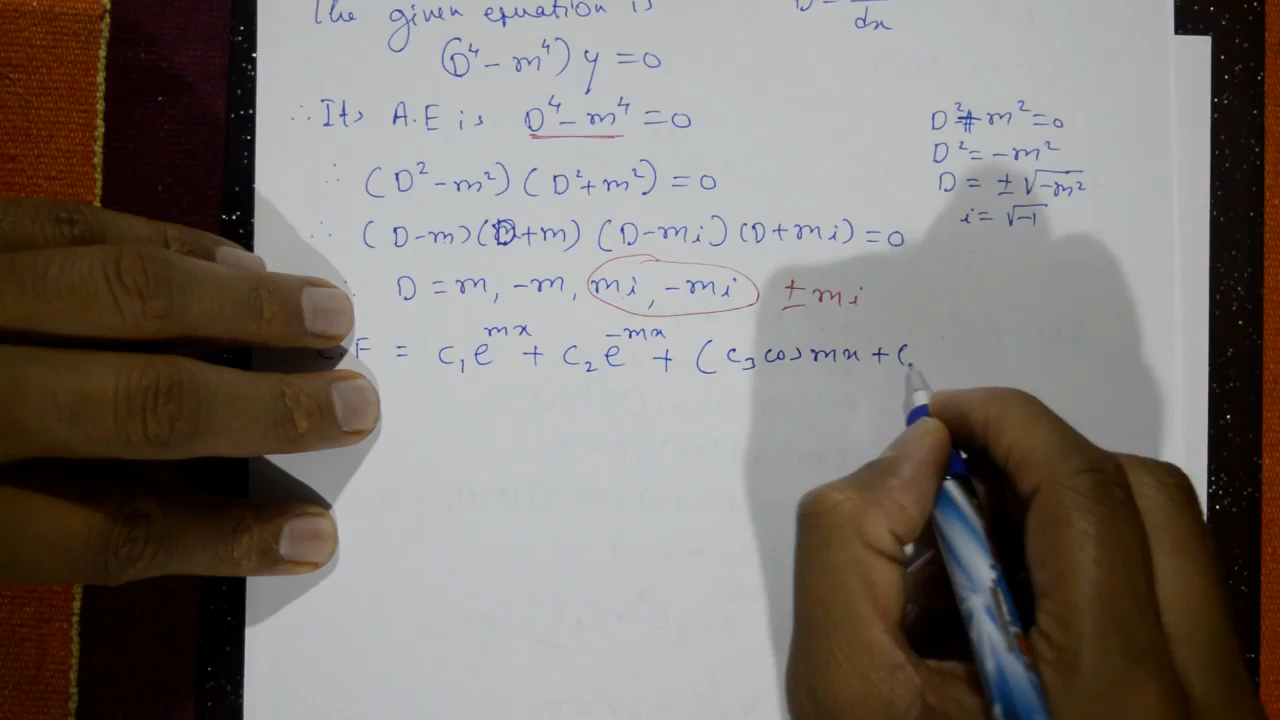 The given equation is
dx
(D⁴ - m⁴) y = 0
∴ Its A.E is D⁴ - m⁴ = 0
∴ (D² - m²) (D² + m²) = 0
∴ (D - m) (D + m) (D - mi) (D + mi) = 0
D = m, -m, mi, -mi ± mi
F = c₁e^{mx} + c₂e^{-mx} + (c₃ cos mx + c
D² + m² = 0
D² = -m²
D = ± √-m²
i = √-1